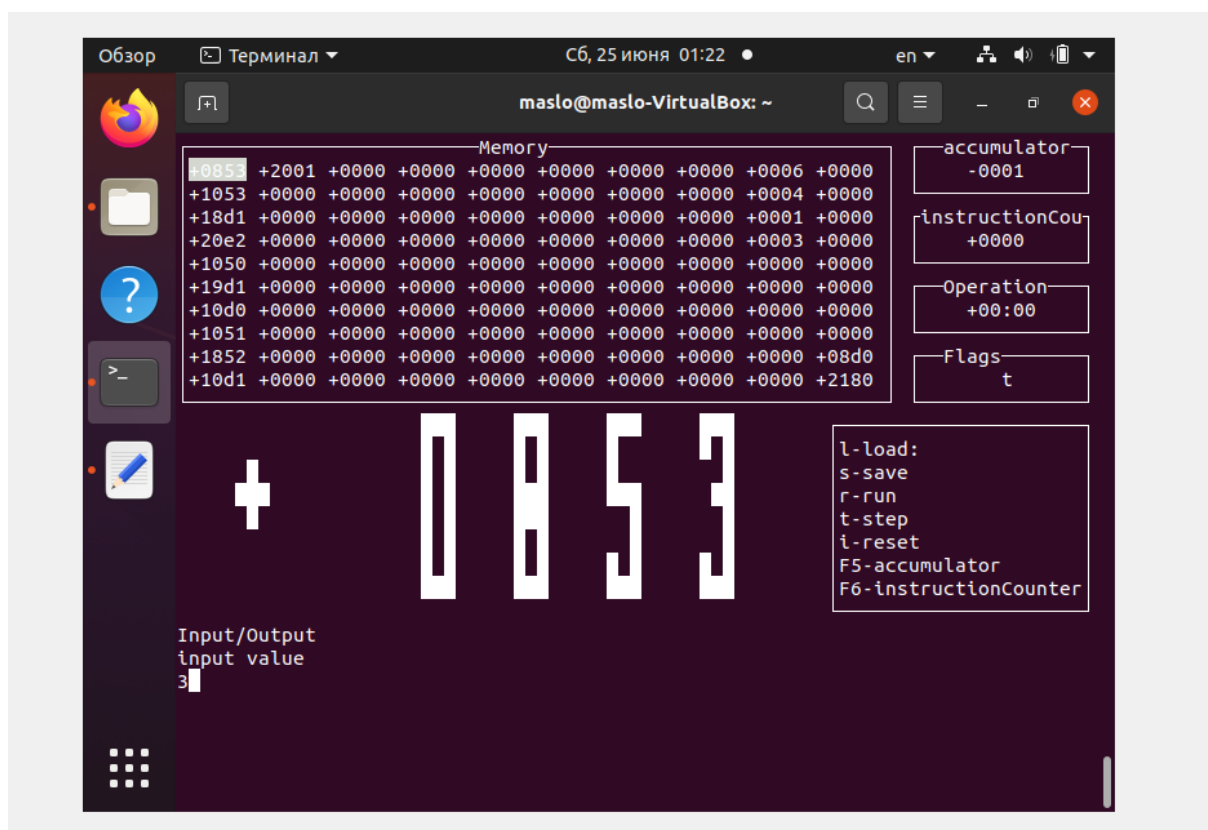 Обзор Терминал Сб, 25 июня 01:22 en
maslo@maslo-VirtualBox: ~
Memory
+0853 +2001 +0000 +0000 +0000 +0000 +0000 +0000 +0006 +0000
+1053 +0000 +0000 +0000 +0000 +0000 +0000 +0000 +0004 +0000
+18d1 +0000 +0000 +0000 +0000 +0000 +0000 +0000 +0001 +0000
+20e2 +0000 +0000 +0000 +0000 +0000 +0000 +0000 +0003 +0000
+1050 +0000 +0000 +0000 +0000 +0000 +0000 +0000 +0000 +0000
+19d1 +0000 +0000 +0000 +0000 +0000 +0000 +0000 +0000 +0000
+10d0 +0000 +0000 +0000 +0000 +0000 +0000 +0000 +0000 +0000
+1051 +0000 +0000 +0000 +0000 +0000 +0000 +0000 +0000 +0000
+1852 +0000 +0000 +0000 +0000 +0000 +0000 +0000 +0000 +08d0
+10d1 +0000 +0000 +0000 +0000 +0000 +0000 +0000 +0000 +2180
accumulator
-0001
instructionCou
+0000
Operation
+00:00
Flags
t
+ 0853
l-load:
s-save
r-run
t-step
i-reset
F5-accumulator
F6-instructionCounter
Input/Output
input value
3